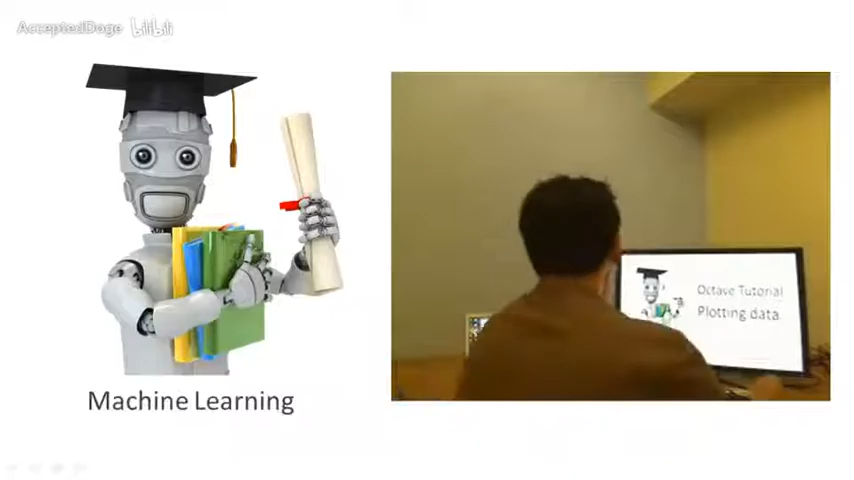 AcceptedDoge bilibili
Machine Learning
Octave Tutorial
Plotting data